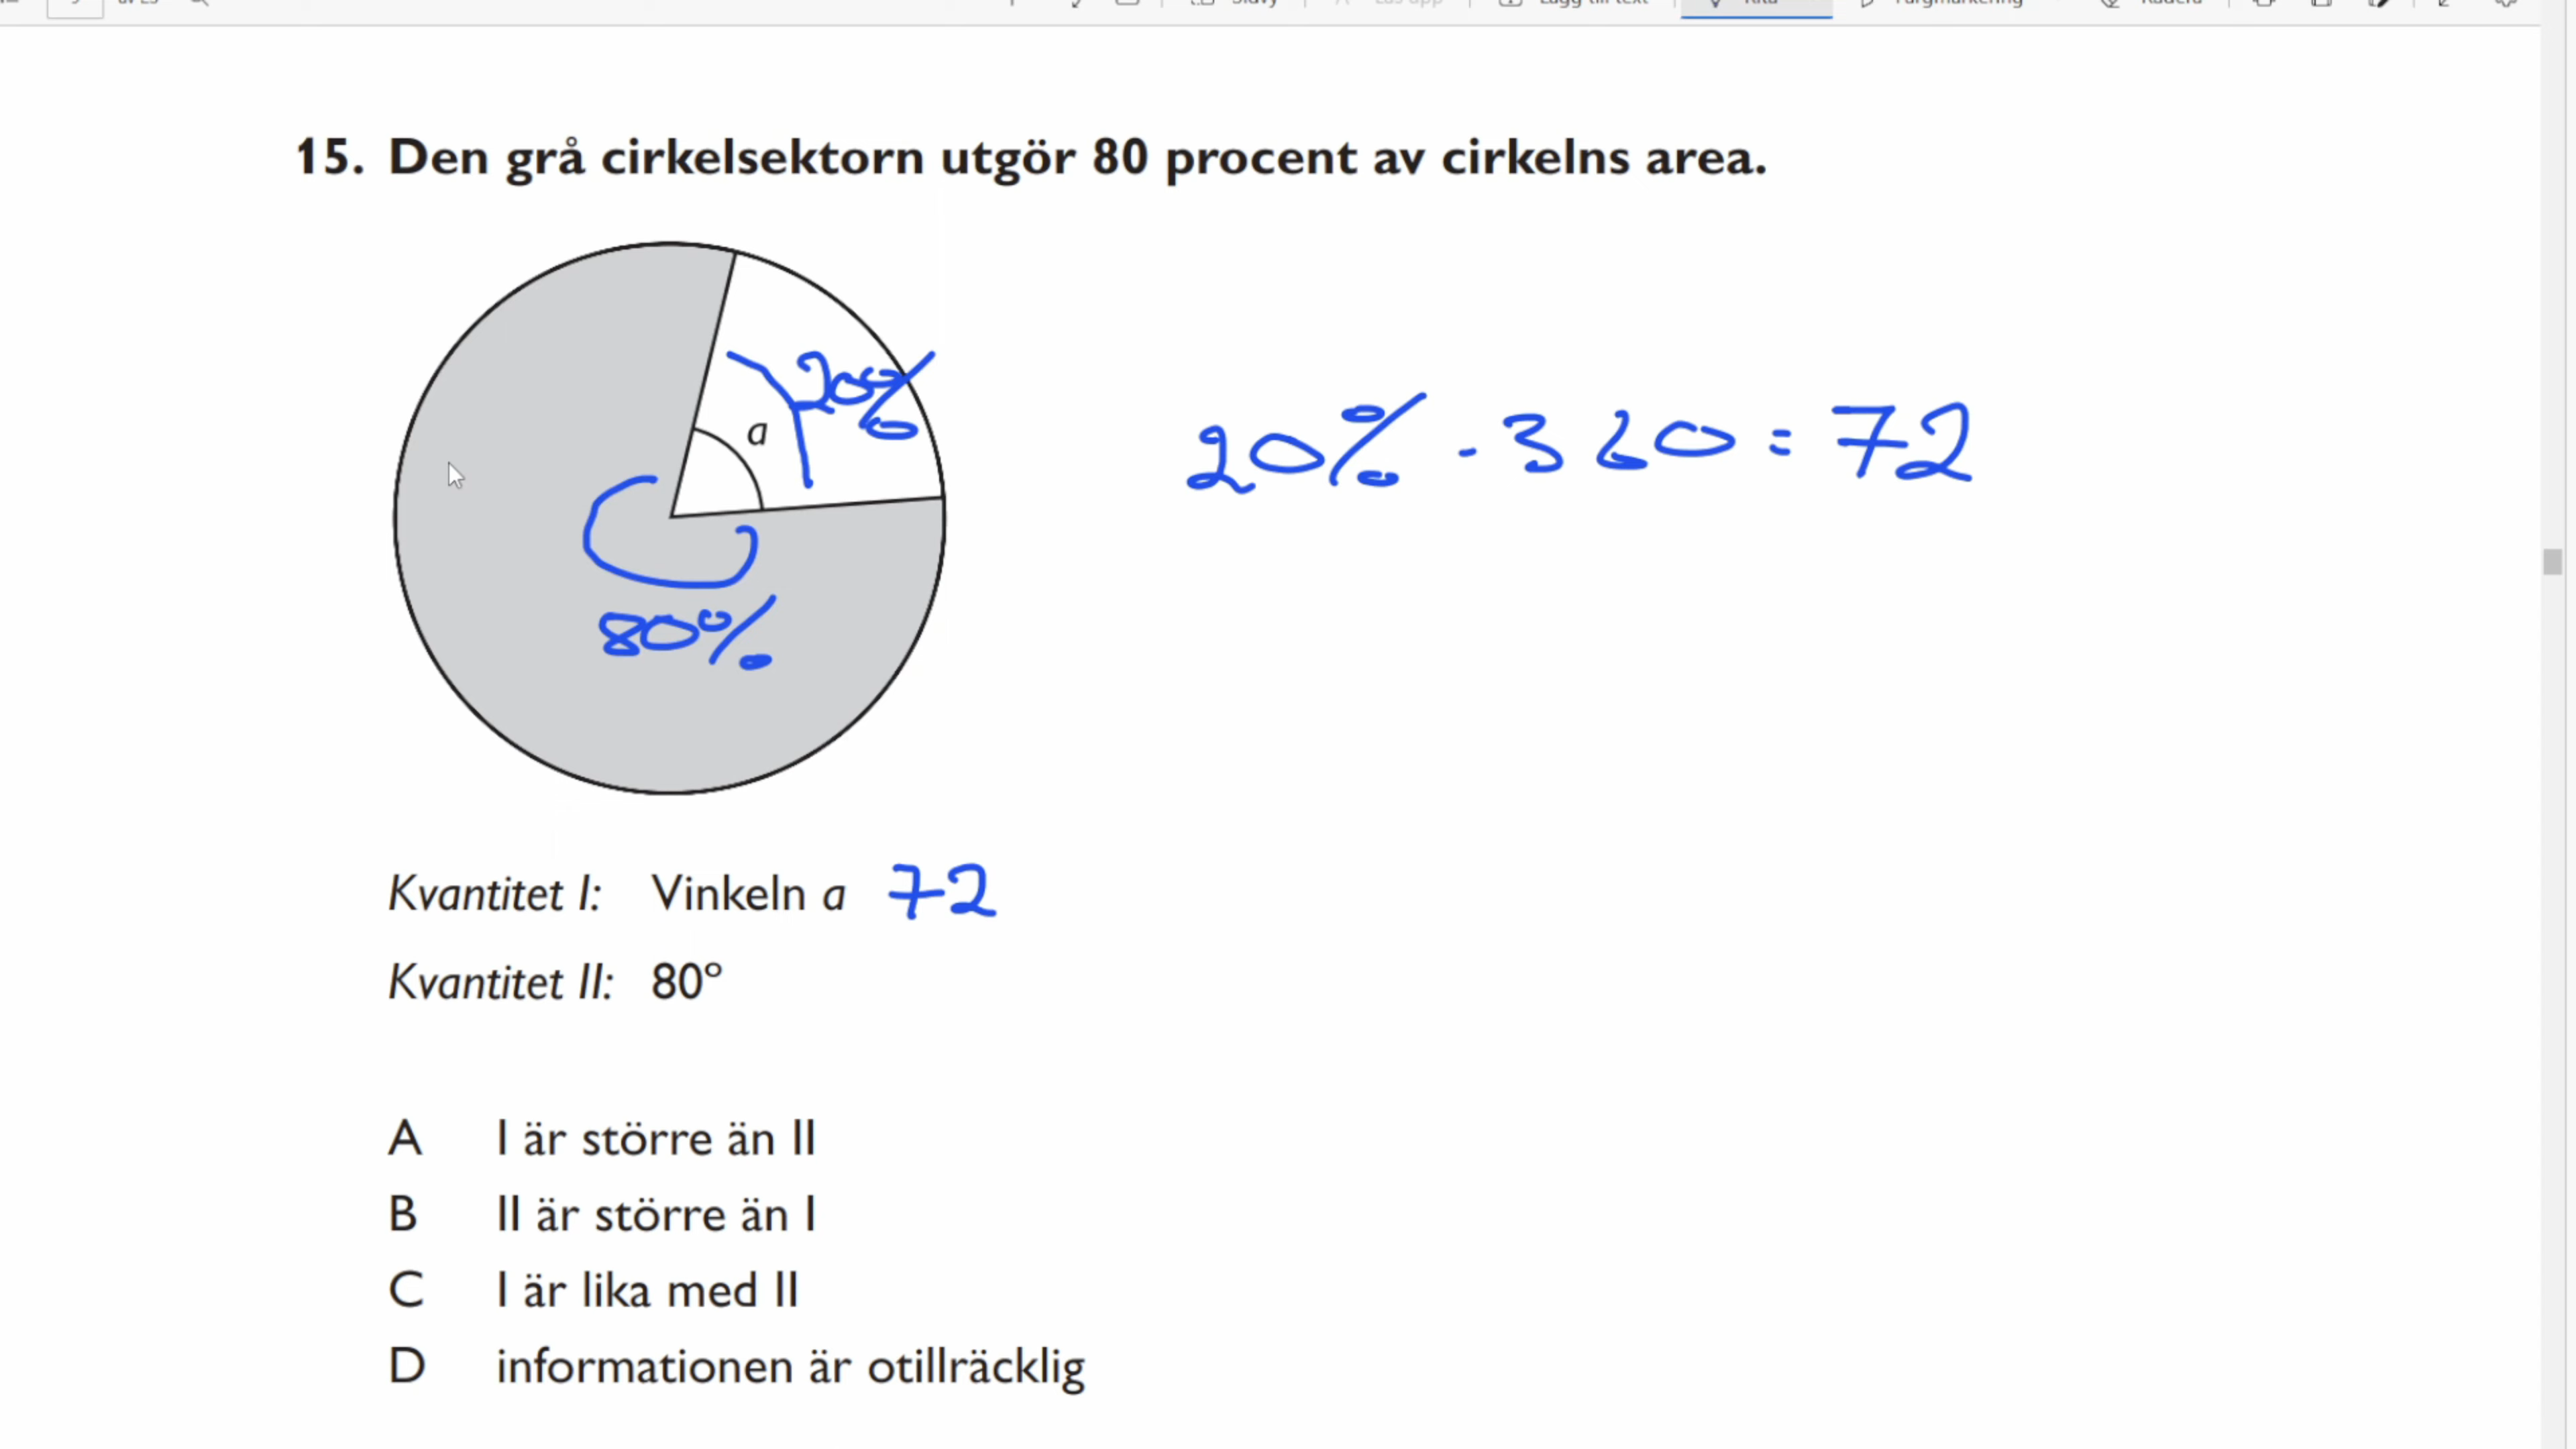 15. Den grå cirkelsektorn utgör 80 procent av cirkelns area.
20%
a
20% · 360 = 72
80%
Kvantitet I: Vinkeln a 72
Kvantitet II: 80°
A I är större än II
B II är större än I
C I är lika med II
D informationen är otillräcklig